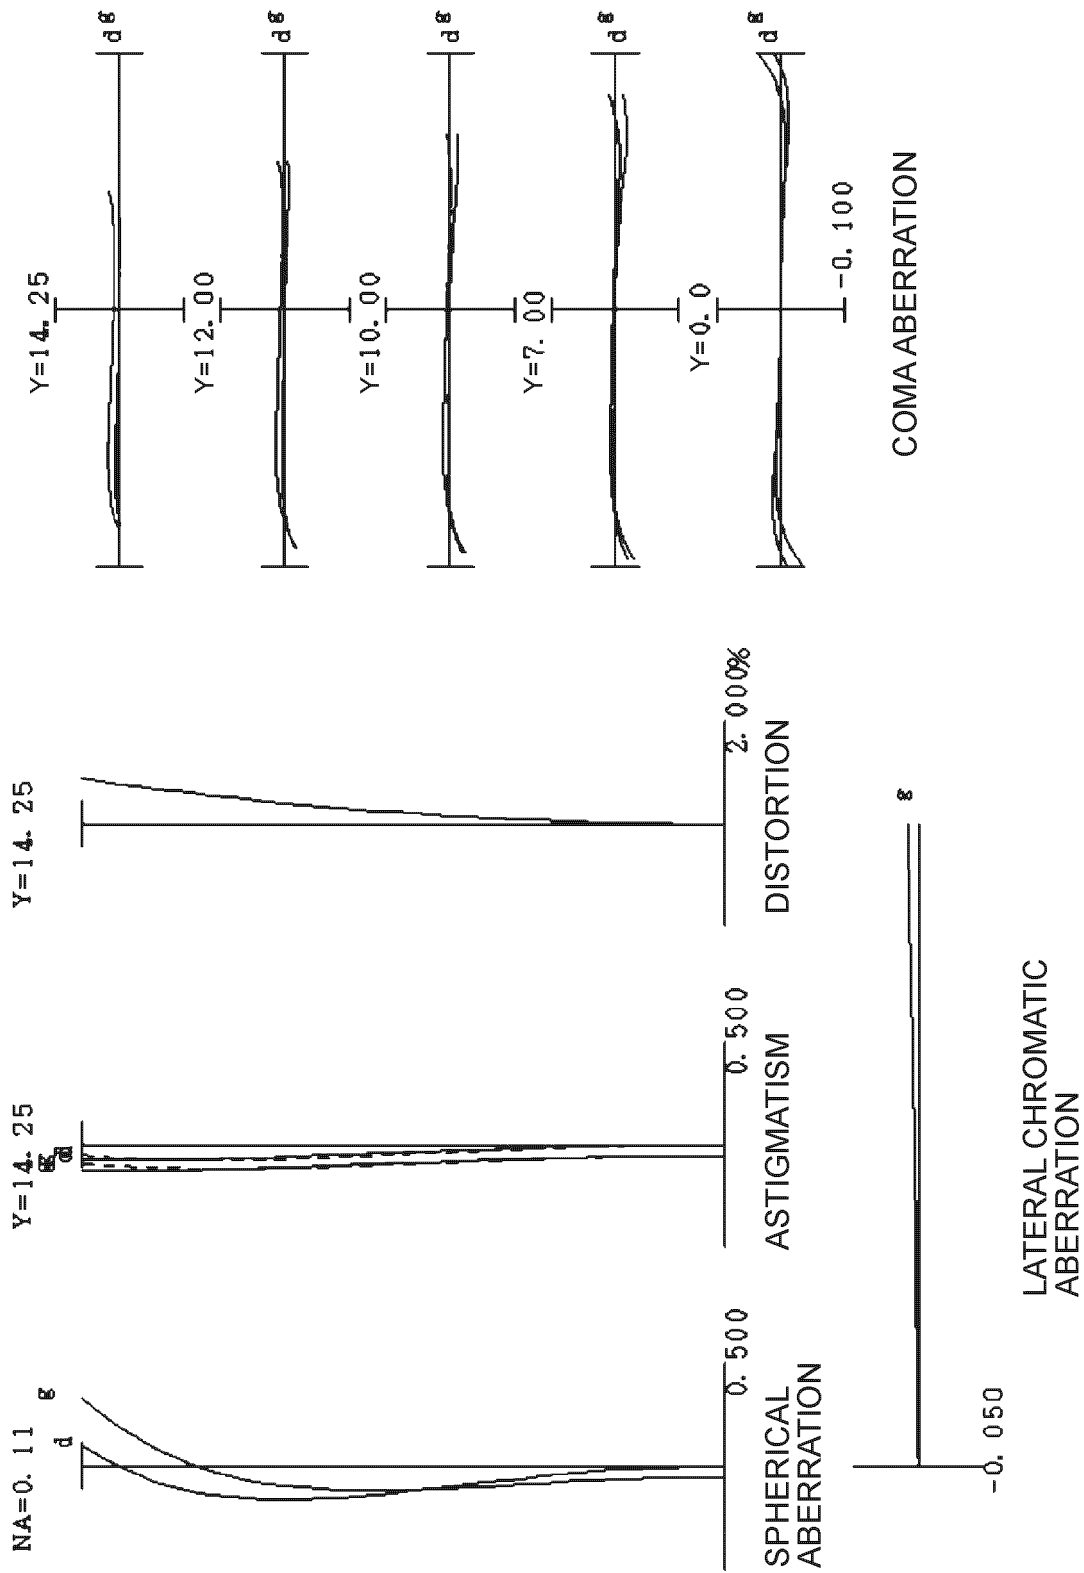 NA=0. 11
d
g
0. 500
SPHERICAL
ABERRATION
Y=14. 25
0. 500
ASTIGMATISM
Y=14. 25
2. 000%
DISTORTION
Y=14. 25
d g
Y=12. 00
d g
Y=10. 00
d g
Y=7. 00
d g
Y=0. 0
d g
-0. 100
COMA ABERRATION
g
-0. 050
LATERAL CHROMATIC
ABERRATION